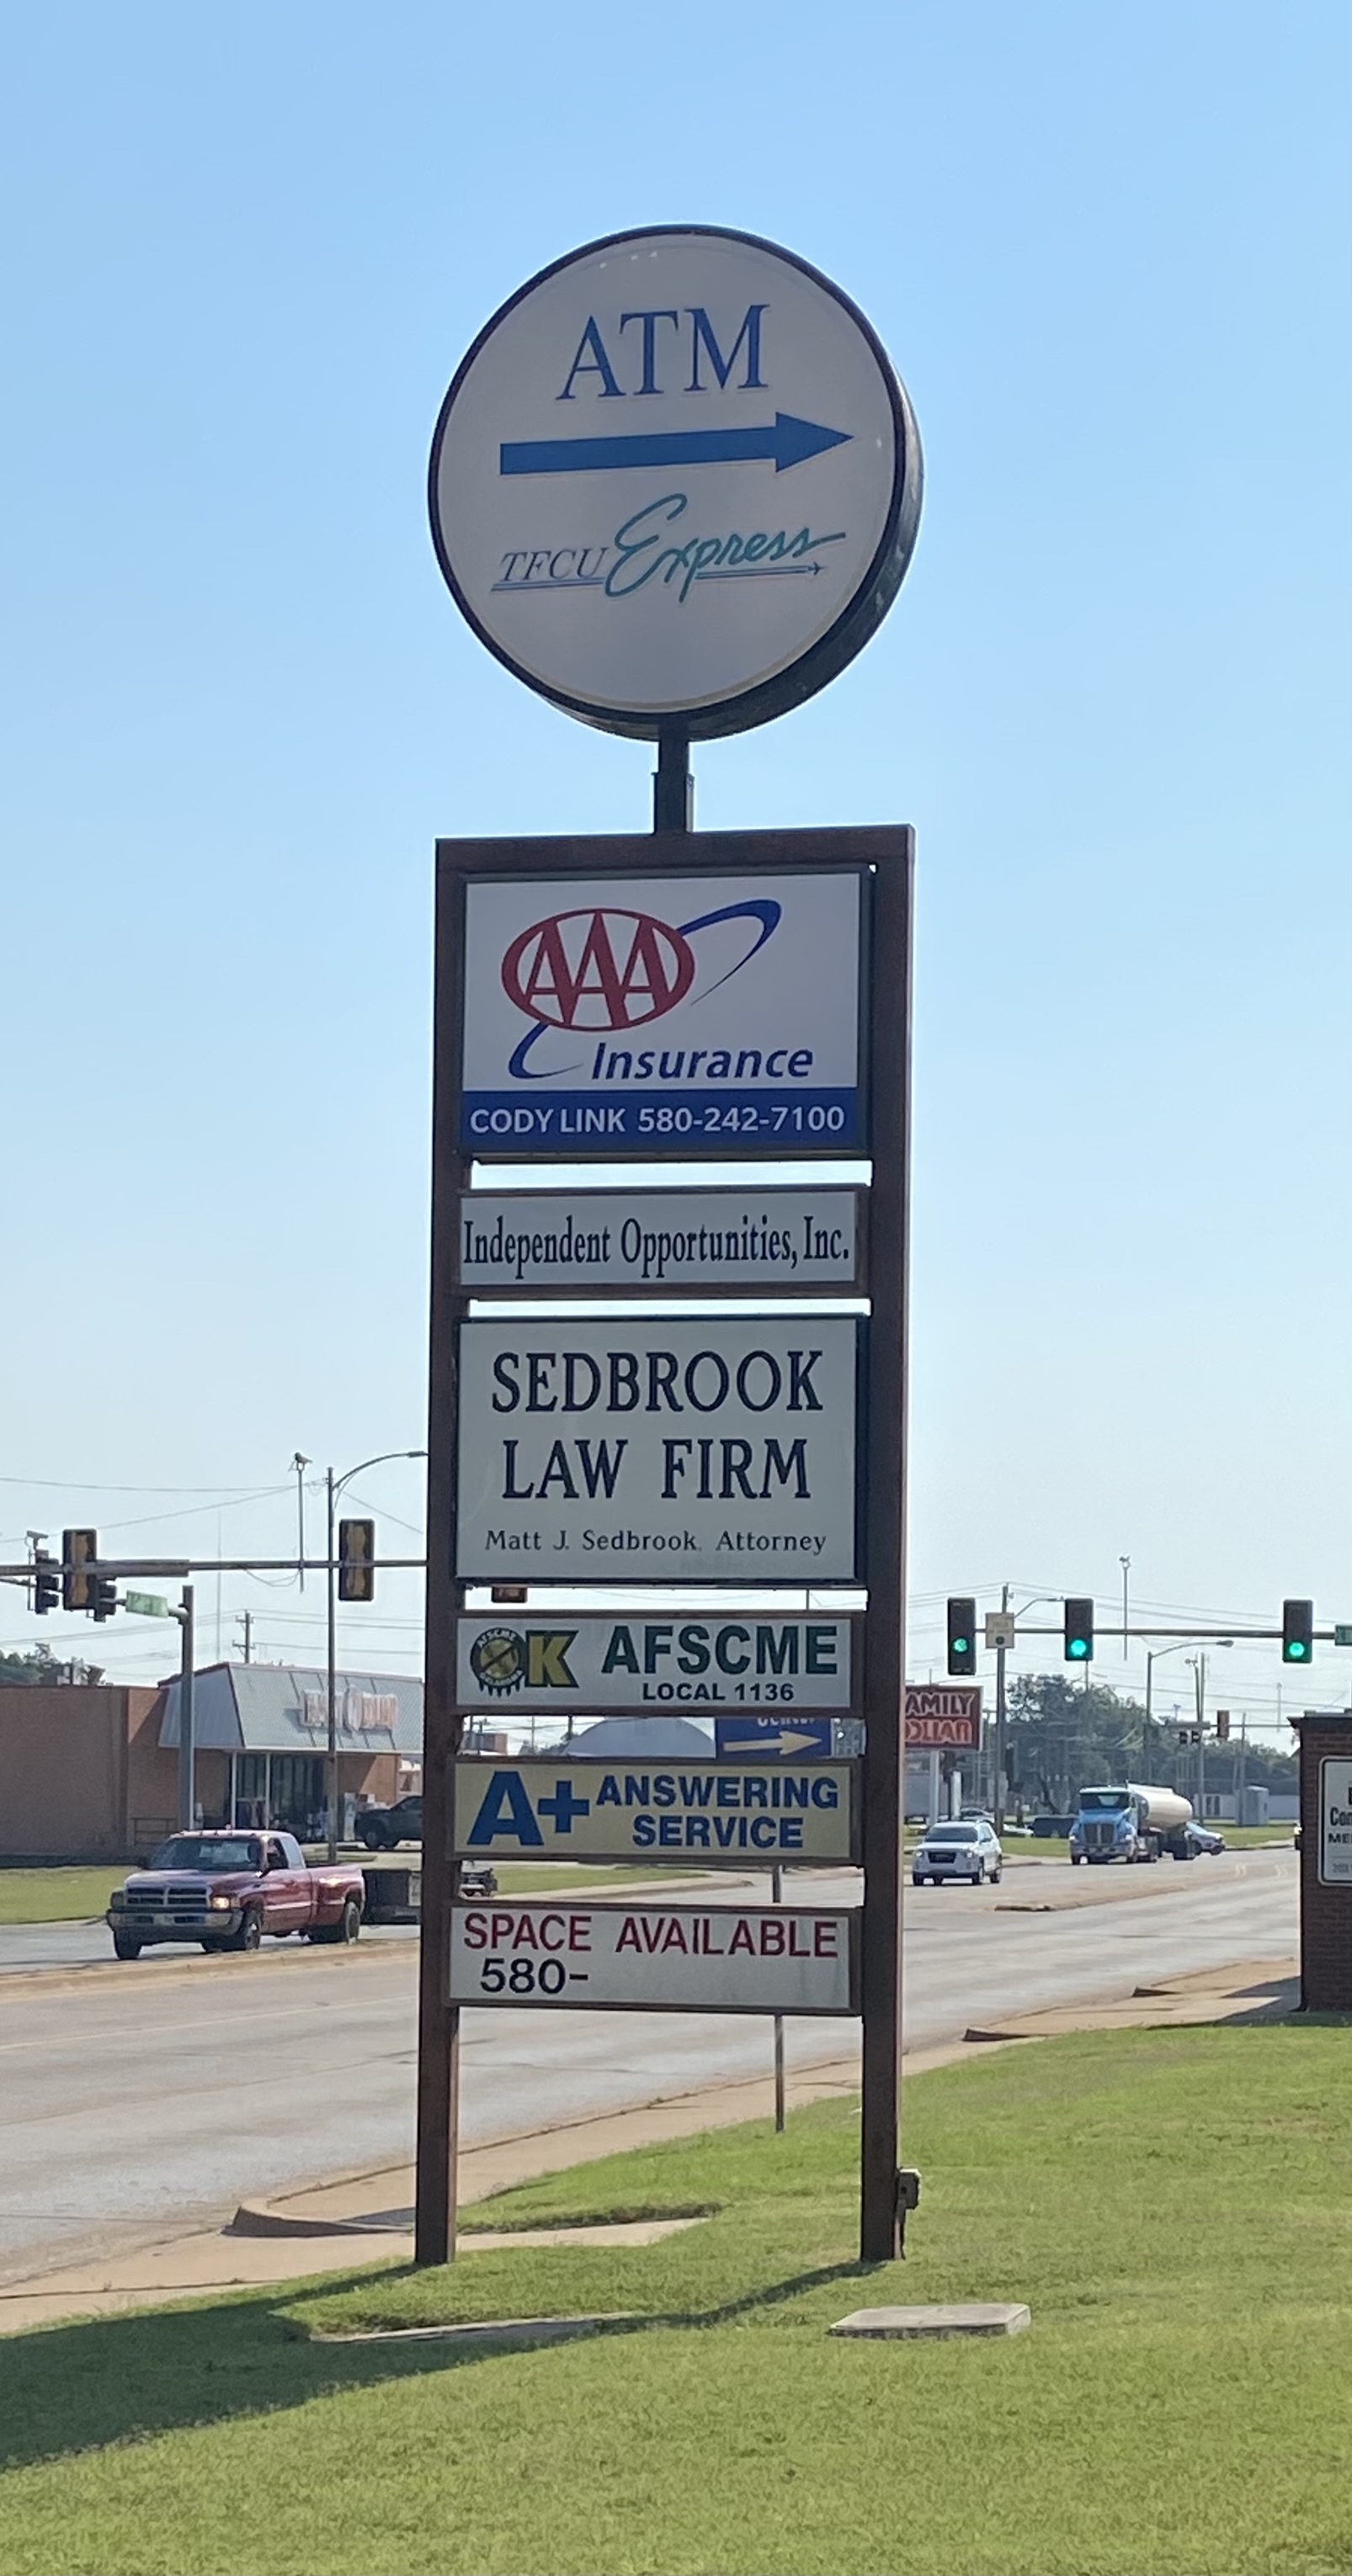 ATM
TFCU Express
AAA
Insurance
CODY LINK 580-242-7100
Independent Opportunities, Inc.
SEDBROOK
LAW FIRM
Matt J. Sedbrook, Attorney
OK AFSCME
LOCAL 1136
A+ ANSWERING
SERVICE
SPACE AVAILABLE
580-
AMILY